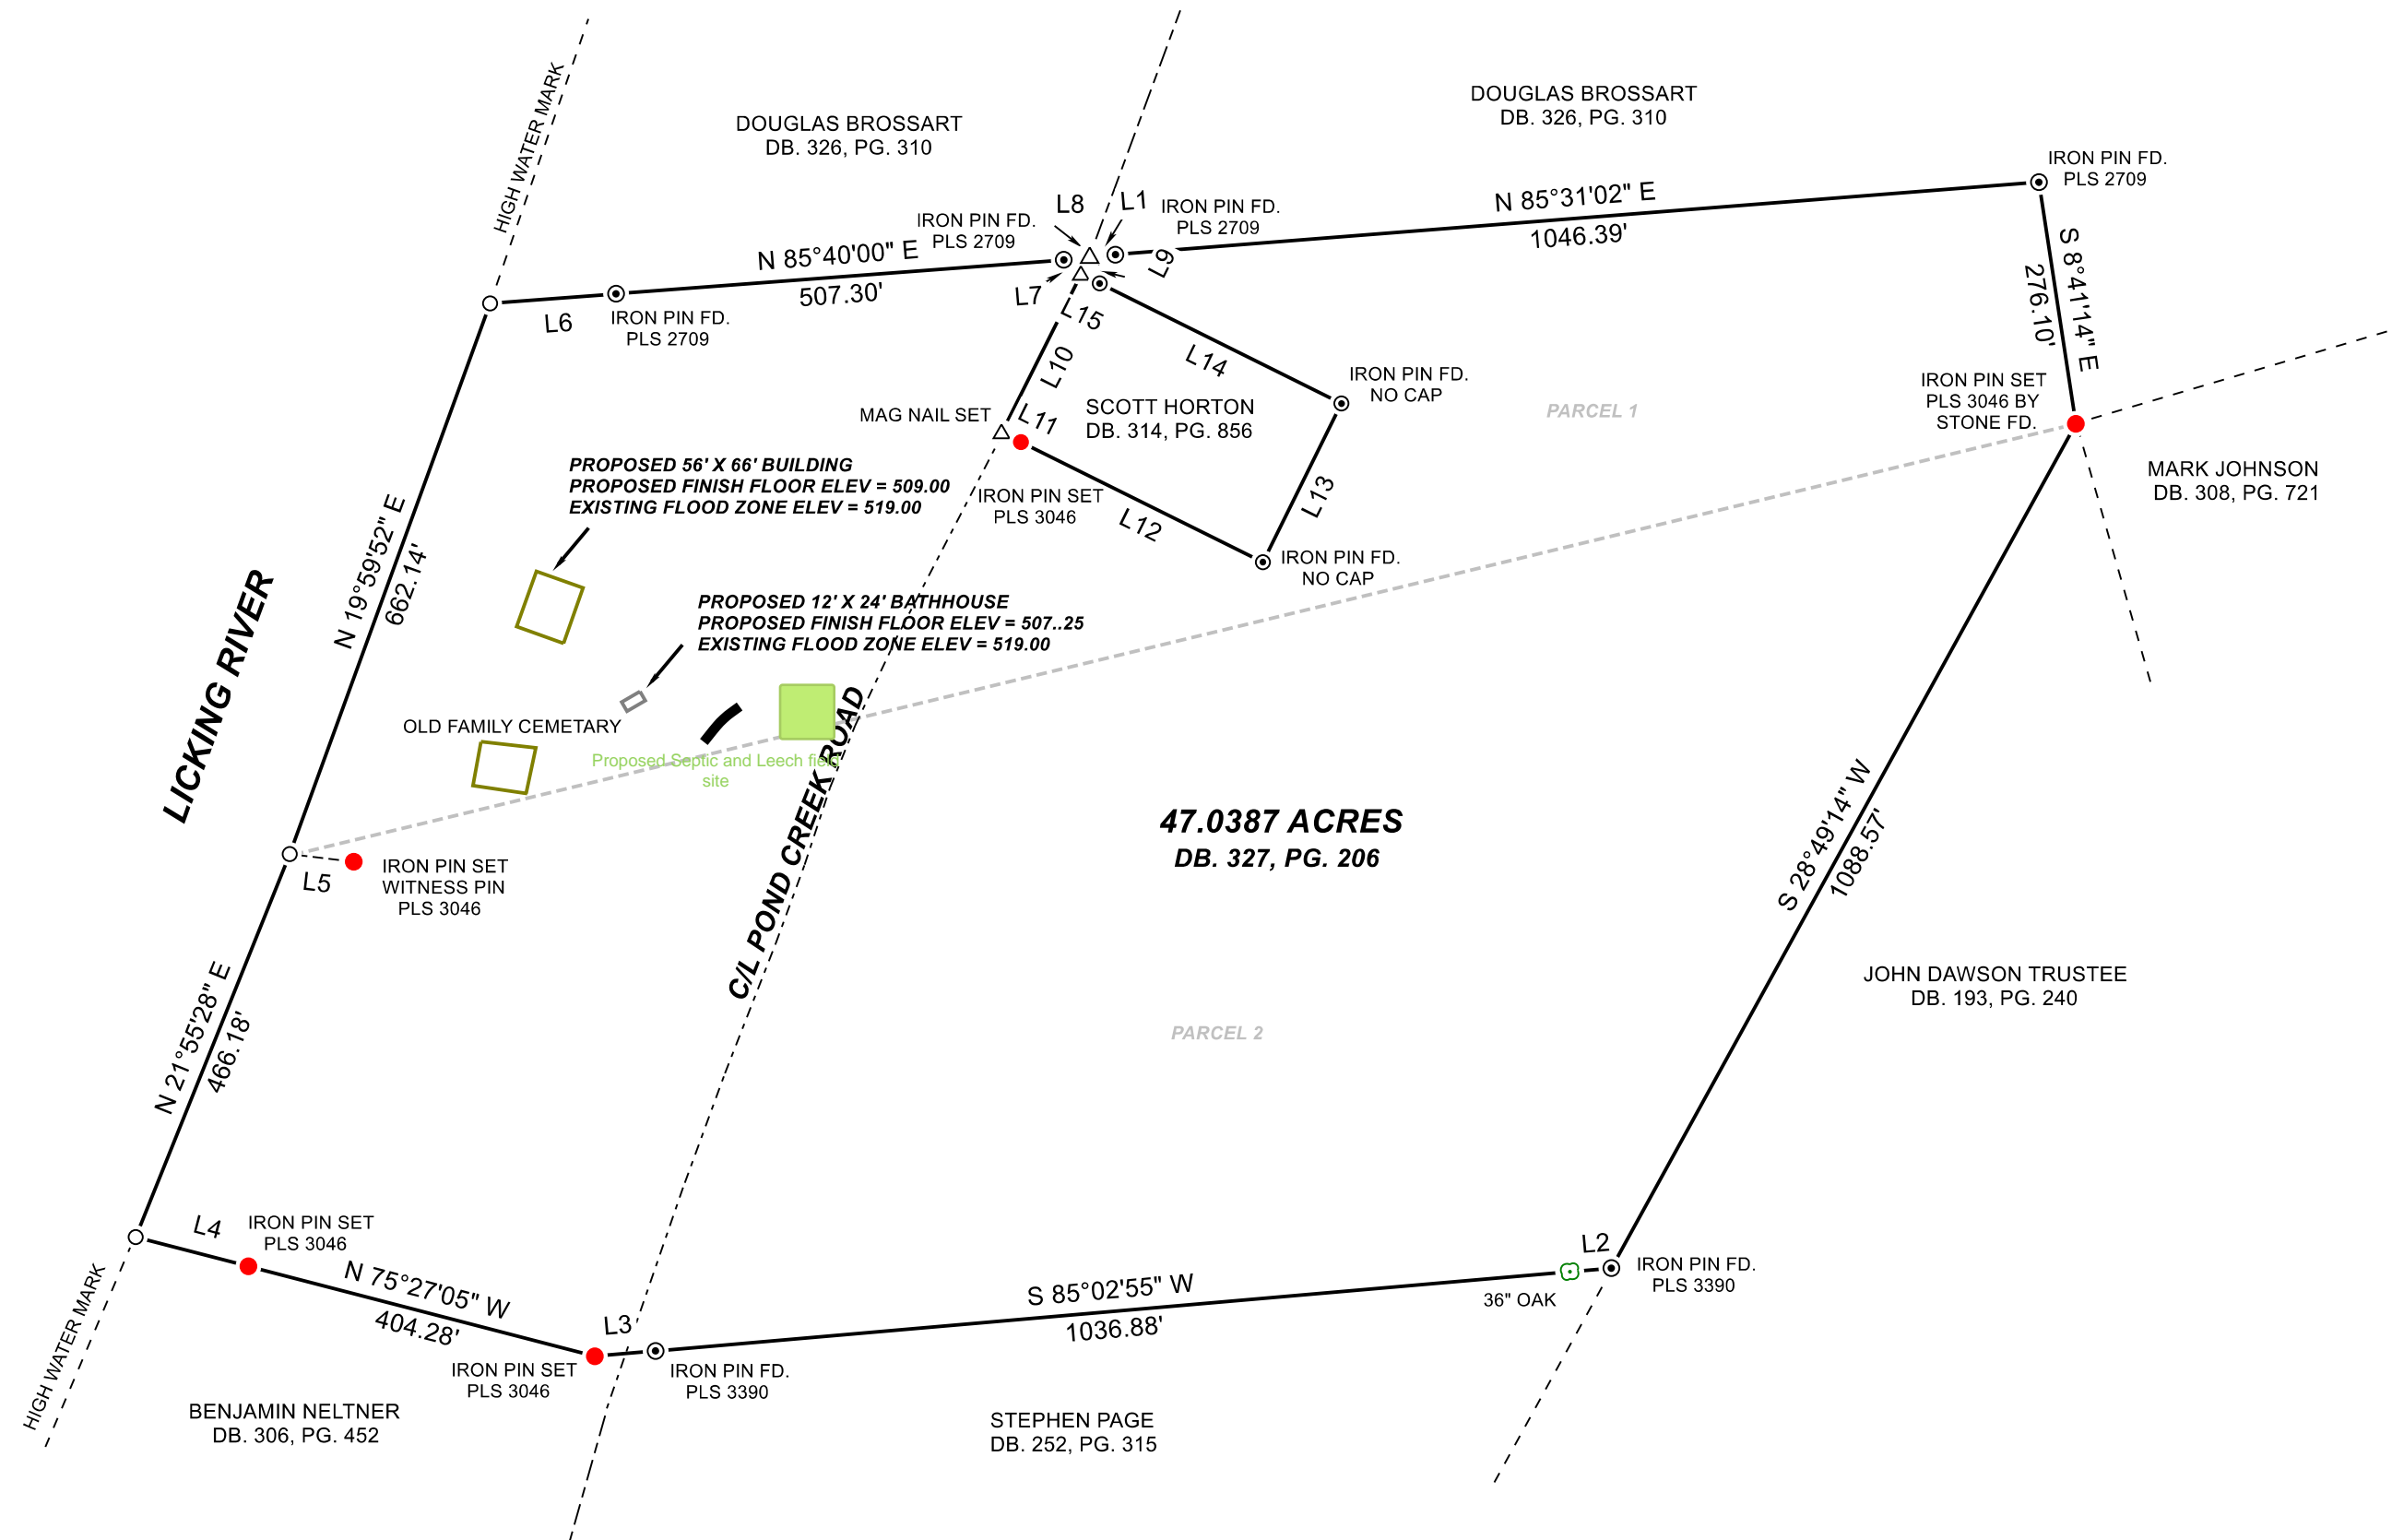 HIGH WATER MARK
DOUGLAS BROSSART
DB. 326, PG. 310
DOUGLAS BROSSART
DB. 326, PG. 310
IRON PIN FD.
PLS 2709
L8
L1
IRON PIN FD.
PLS 2709
IRON PIN FD.
PLS 2709
N 85°31'02" E
1046.39'
N 85°40'00" E
507.30'
L9
L7
L6
IRON PIN FD.
PLS 2709
L15
S 8°41'14" E
276.10'
L10
L14
IRON PIN FD.
NO CAP
IRON PIN SET
PLS 3046 BY
STONE FD.
MAG NAIL SET
L11
SCOTT HORTON
DB. 314, PG. 856
PARCEL 1
MARK JOHNSON
DB. 308, PG. 721
PROPOSED 56' X 66' BUILDING
PROPOSED FINISH FLOOR ELEV = 509.00
EXISTING FLOOD ZONE ELEV = 519.00
IRON PIN SET
PLS 3046
L12
L13
IRON PIN FD.
NO CAP
N 19°59'52" E
662.14'
PROPOSED 12' X 24' BATHHOUSE
PROPOSED FINISH FLOOR ELEV = 507..25
EXISTING FLOOD ZONE ELEV = 519.00
LICKING RIVER
OLD FAMILY CEMETARY
Proposed Septic and Leech field
site
C/L POND CREEK ROAD
47.0387 ACRES
DB. 327, PG. 206
S 28°49'14" W
1088.57'
L5
IRON PIN SET
WITNESS PIN
PLS 3046
JOHN DAWSON TRUSTEE
DB. 193, PG. 240
PARCEL 2
N 21°55'28" E
466.18'
L4
IRON PIN SET
PLS 3046
N 75°27'05" W
404.28'
L3
S 85°02'55" W
1036.88'
L2
36" OAK
IRON PIN FD.
PLS 3390
IRON PIN SET
PLS 3046
IRON PIN FD.
PLS 3390
HIGH WATER MARK
BENJAMIN NELTNER
DB. 306, PG. 452
STEPHEN PAGE
DB. 252, PG. 315